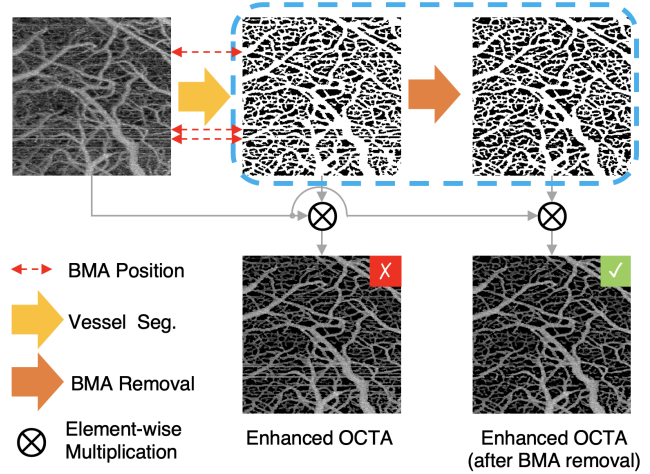 BMA Position
Vessel Seg.
BMA Removal
Element-wise
Multiplication
Enhanced OCTA
Enhanced OCTA
(after BMA removal)